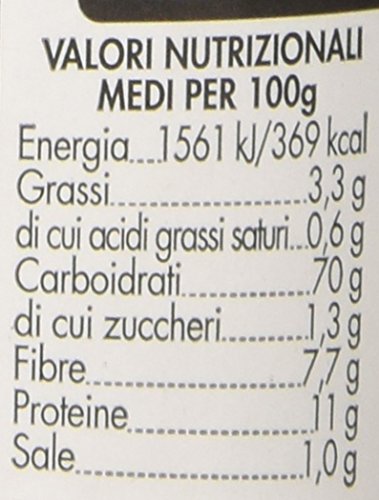 VALORI NUTRIZIONALI
MEDI PER 100g
Energia....1561 kJ/369 kcal
Grassi..................3,3 g
di cui acidi grassi saturi...0,6 g
Carboidrati............70 g
di cui zuccheri.........1,3 g
Fibre.....................7,7 g
Proteine................11 g
Sale......................1,0 g